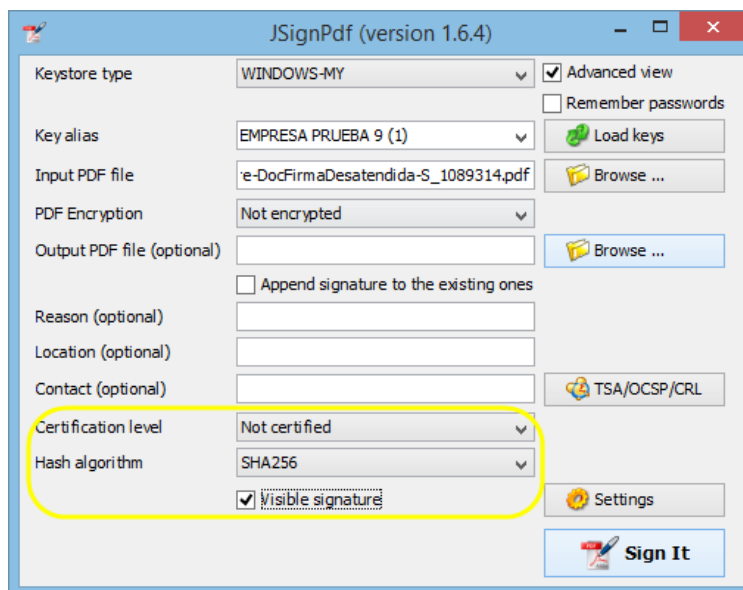 JSignPdf (version 1.6.4)
Keystore type WINDOWS-MY Advanced view
Remember passwords
Key alias EMPRESA PRUEBA 9 (1) Load keys
Input PDF file e-DocFirmaDesatendida-S_1089314.pdf Browse ...
PDF Encryption Not encrypted
Output PDF file (optional) Browse ...
Append signature to the existing ones
Reason (optional)
Location (optional)
Contact (optional) TSA/OCSP/CRL
Certification level Not certified
Hash algorithm SHA256
Visible signature Settings
Sign It